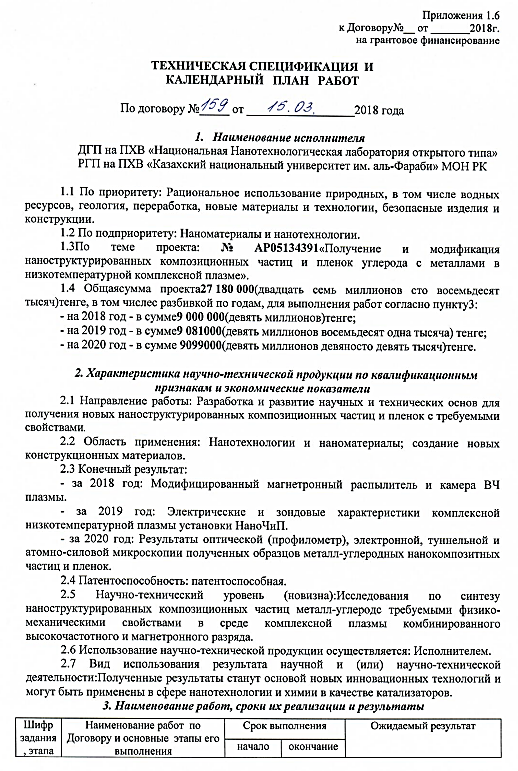 Приложения 1.6
к Договору№__ от _______2018г.
на грантовое финансирование
ТЕХНИЧЕСКАЯ СПЕЦИФИКАЦИЯ И
КАЛЕНДАРНЫЙ ПЛАН РАБОТ
По договору №159 от 15.03. 2018 года
1. Наименование исполнителя
ДГП на ПХВ «Национальная Нанотехнологическая лаборатория открытого типа»
РГП на ПХВ «Казахский национальный университет им. аль-Фараби» МОН РК
1.1 По приоритету: Рациональное использование природных, в том числе водных
ресурсов, геология, переработка, новые материалы и технологии, безопасные изделия и
конструкции.
1.2 По подприоритету: Наноматериалы и нанотехнологии.
1.3По теме проекта: № АР05134391«Получение и модификация
наноструктурированных композиционных частиц и пленок углерода с металлами в
низкотемпературной комплексной плазме».
1.4 Общаясумма проекта27 180 000(двадцать семь миллионов сто восемьдесят
тысяч)тенге, в том числес разбивкой по годам, для выполнения работ согласно пункту3:
- на 2018 год - в сумме9 000 000(девять миллионов)тенге;
- на 2019 год - в сумме9 081000(девять миллионов восемьдесят одна тысяча) тенге;
- на 2020 год - в сумме 9099000(девять миллионов девяносто девять тысяч)тенге.
2. Характеристика научно-технической продукции по квалификационным
признакам и экономические показатели
2.1 Направление работы: Разработка и развитие научных и технических основ для
получения новых наноструктурированных композиционных частиц и пленок с требуемыми
свойствами.
2.2 Область применения: Нанотехнологии и наноматериалы; создание новых
конструкционных материалов.
2.3 Конечный результат:
- за 2018 год: Модифицированный магнетронный распылитель и камера ВЧ
плазмы.
- за 2019 год: Электрические и зондовые характеристики комплексной
низкотемпературной плазмы установки НаноЧиП.
- за 2020 год: Результаты оптической (профилометр), электронной, туннельной и
атомно-силовой микроскопии полученных образцов металл-углеродных нанокомпозитных
частиц и пленок.
2.4 Патентоспособность: патентоспособная.
2.5 Научно-технический уровень (новизна):Исследования по синтезу
наноструктурированных композиционных частиц металл-углероде требуемыми физико-
механическими свойствами в среде комплексной плазмы комбинированного
высокочастотного и магнетронного разряда.
2.6 Использование научно-технической продукции осуществляется: Исполнителем.
2.7 Вид использования результата научной и (или) научно-технической
деятельности:Полученные результаты станут основой новых инновационных технологий и
могут быть применены в сфере нанотехнологии и химии в качестве катализаторов.
3. Наименование работ, сроки их реализации и результаты
Шифр задания , этапа
Наименование работ по Договору и основные этапы его выполнения
Срок выполнения
начало
окончание
Ожидаемый результат